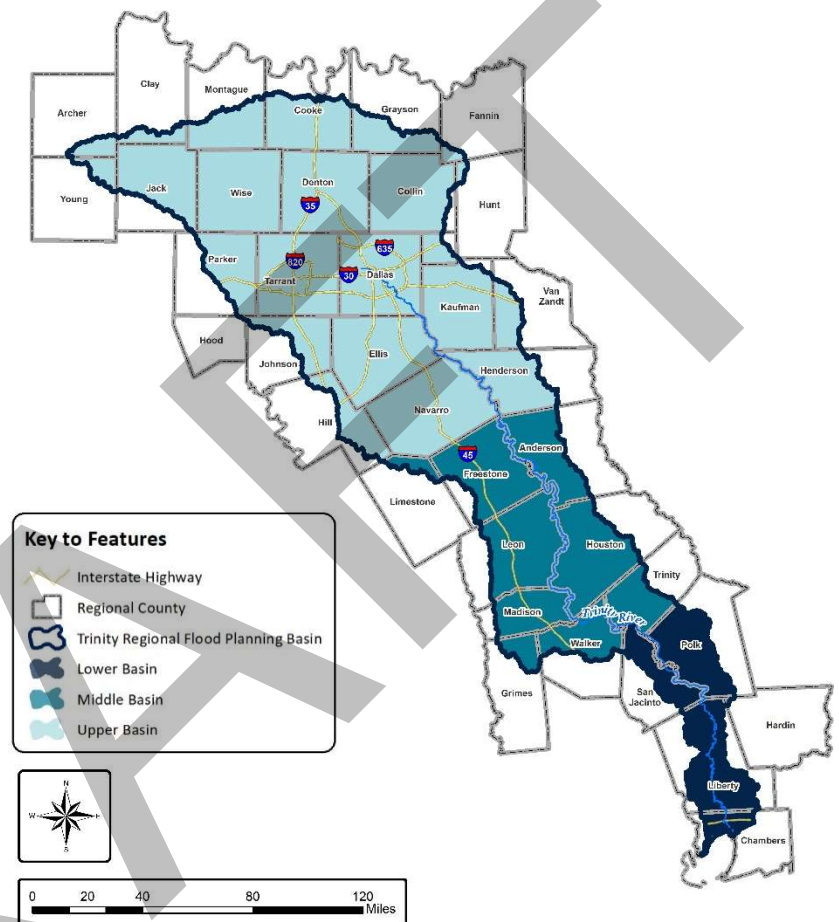 Clay
Montague
Cooke
Grayson
Archer
Fannin
Young
Jack
Wise
Denton
Collin
Hunt
35
Parker
820
Tarrant
30
635
Dallas
Kaufman
Van
Zandt
Hood
Johnson
Ellis
Henderson
Hill
Navarro
45
Anderson
Freestone
Limestone
Leon
Houston
Trinity
Madison
Trinity River
Walker
Polk
Grimes
San
Jacinto
Hardin
Liberty
Chambers
Key to Features
Interstate Highway
Regional County
Trinity Regional Flood Planning Basin
Lower Basin
Middle Basin
Upper Basin
N
W E
S
0 20 40 80 120
Miles
DRAFT